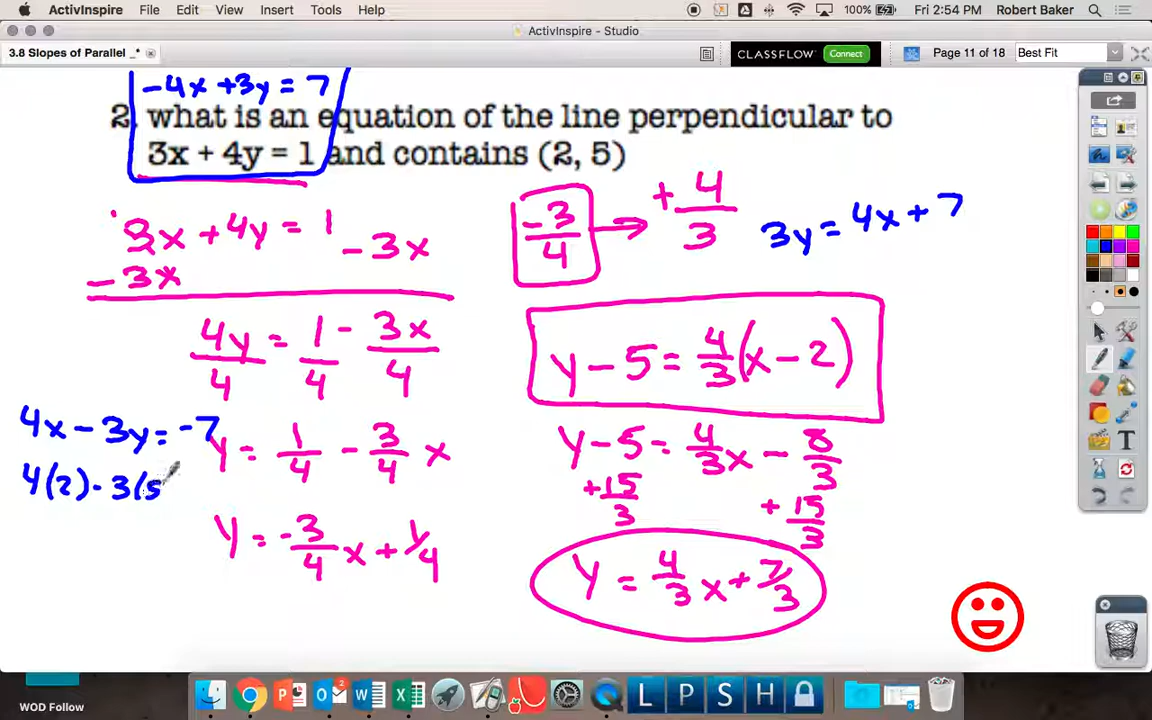 ActivInspire File Edit View Insert Tools Help 100% Fri 2:54 PM Robert Baker
ActivInspire - Studio
3.8 Slopes of Parallel _* CLASSFLOW Connect Page 11 of 18 Best Fit
-4x + 3y = 7
2. what is an equation of the line perpendicular to
3x + 4y = 1 and contains (2, 5)
3x + 4y = 1 - 3x
- 3x
-3/4 → + 4/3
3y = 4x + 7
4y/4 = 1/4 - 3x/4
y - 5 = 4/3(x - 2)
4x - 3y = -7
4(2) - 3(5
y = 1/4 - 3/4 x
y - 5 = 4/3x - 8/3
+ 15/3 + 15/3
y = -3/4 x + 1/4
y = 4/3 x + 7/3
L P S H
WOD Follow